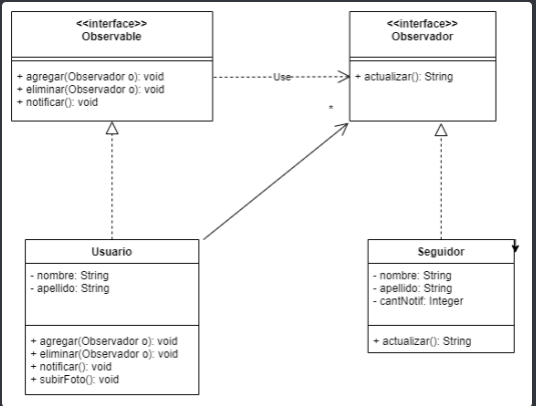 <<interface>>
Observable
+ agregar(Observador o): void
+ eliminar(Observador o): void
+ notificar(): void
Use
<<interface>>
Observador
+ actualizar(): String
*
Usuario
- nombre: String
- apellido: String
+ agregar(Observador o): void
+ eliminar(Observador o): void
+ notificar(): void
+ subirFoto(): void
Seguidor
- nombre: String
- apellido: String
- cantNotif: Integer
+ actualizar(): String